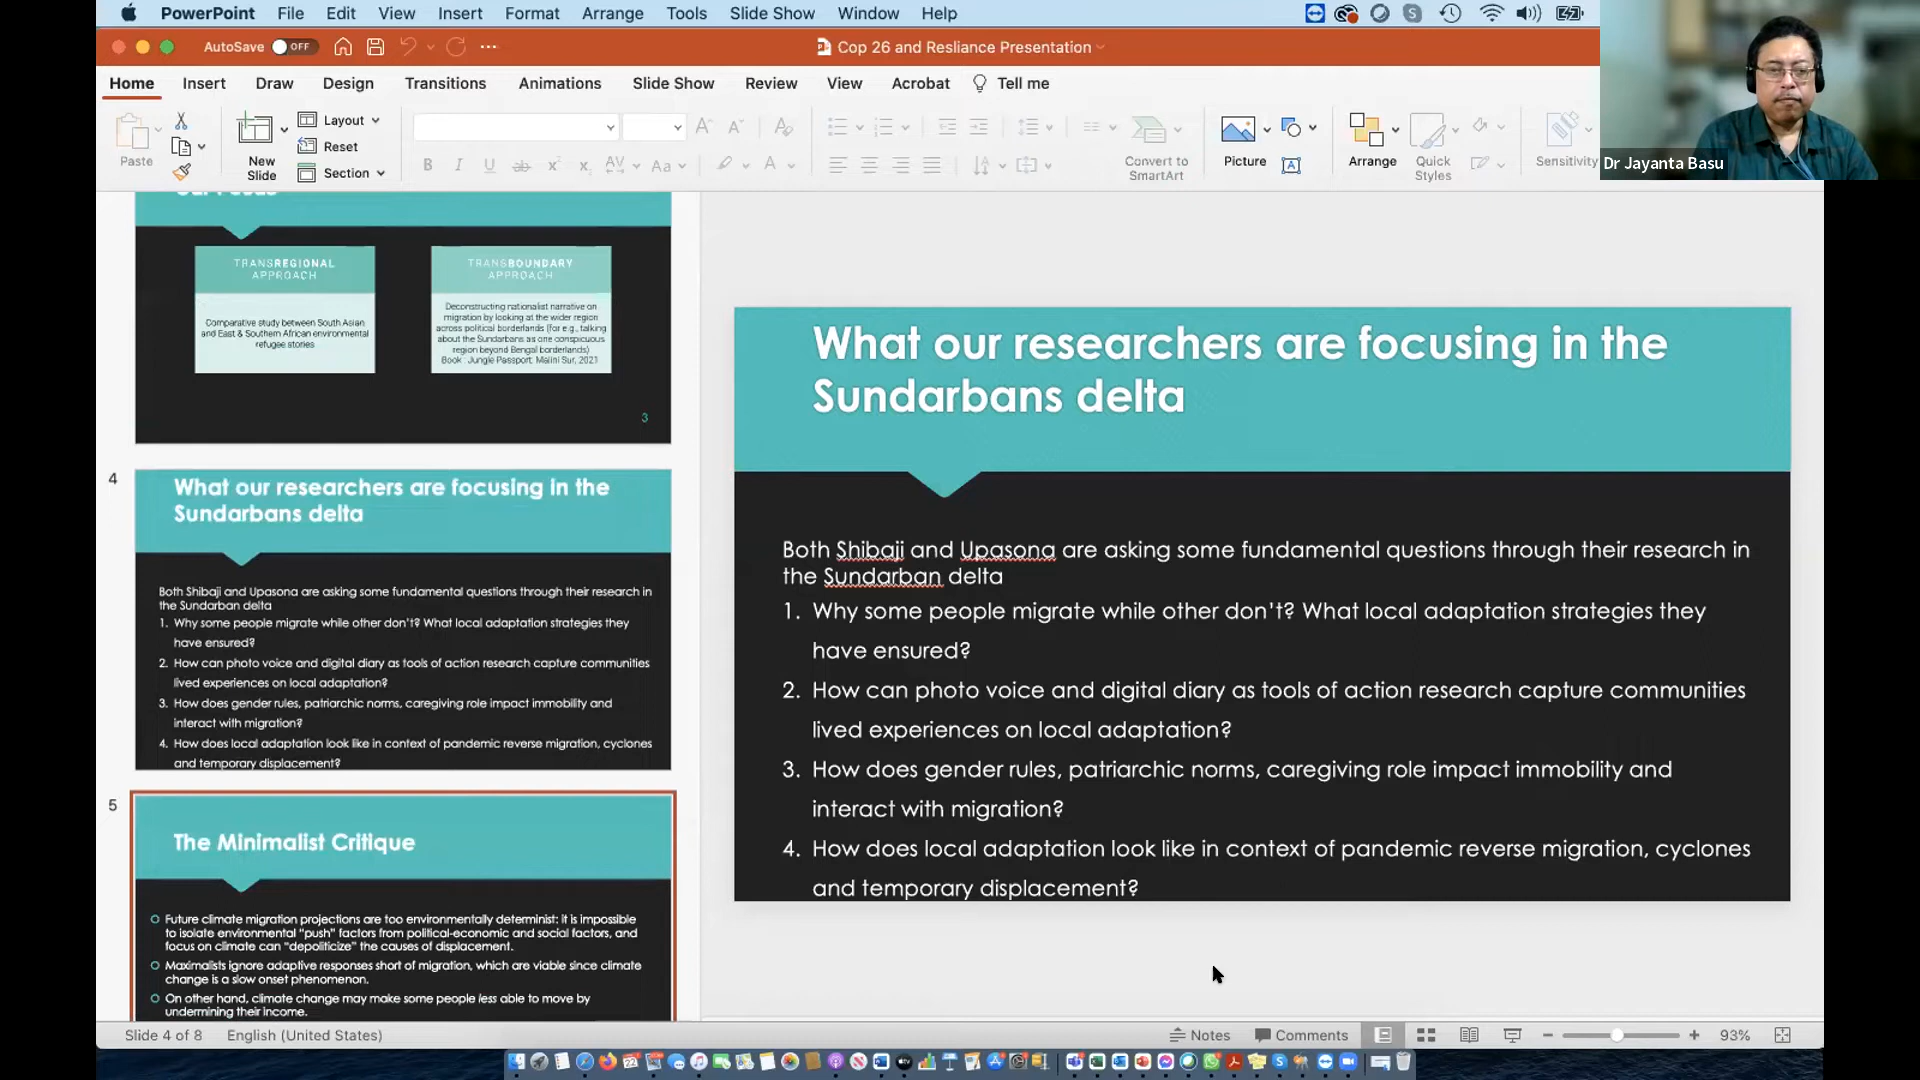 PowerPoint File Edit View Insert Format Arrange Tools Slide Show Window Help
AutoSave OFF
Cop 26 and Resliance Presentation
Home Insert Draw Design Transitions Animations Slide Show Review View Acrobat Tell me
Paste
New Slide
Layout
Reset
Section
Convert to SmartArt
Picture
Arrange
Quick Styles
Sensitivity
Dr Jayanta Basu
TRANSREGIONAL
APPROACH
Comparative study between South Asian
and East & Southern African environmental
refugee stories
TRANSBOUNDARY
APPROACH
Deconstructing nationalist narrative on
migration by looking at the wider region
across political borderlands (for e.g., talking
about the Sundarbans as one conspicuous
region beyond Bengal borderlands)
Book : Jungle Passport, Malini Sur, 2021
3
4
What our researchers are focusing in the
Sundarbans delta
Both Shibaji and Upasona are asking some fundamental questions through their research in
the Sundarban delta
1. Why some people migrate while other don't? What local adaptation strategies they
have ensured?
2. How can photo voice and digital diary as tools of action research capture communities
lived experiences on local adaptation?
3. How does gender rules, patriarchic norms, caregiving role impact immobility and
interact with migration?
4. How does local adaptation look like in context of pandemic reverse migration, cyclones
and temporary displacement?
5
The Minimalist Critique
Future climate migration projections are too environmentally determinist: it is impossible
to isolate environmental "push" factors from political-economic and social factors, and
focus on climate can "depoliticize" the causes of displacement.
Maximalists ignore adaptive responses short of migration, which are viable since climate
change is a slow onset phenomenon.
On other hand, climate change may make some people less able to move by
undermining their income.
What our researchers are focusing in the
Sundarbans delta
Both Shibaji and Upasona are asking some fundamental questions through their research in
the Sundarban delta
1. Why some people migrate while other don't? What local adaptation strategies they
have ensured?
2. How can photo voice and digital diary as tools of action research capture communities
lived experiences on local adaptation?
3. How does gender rules, patriarchic norms, caregiving role impact immobility and
interact with migration?
4. How does local adaptation look like in context of pandemic reverse migration, cyclones
and temporary displacement?
Slide 4 of 8 English (United States) Notes Comments 93%